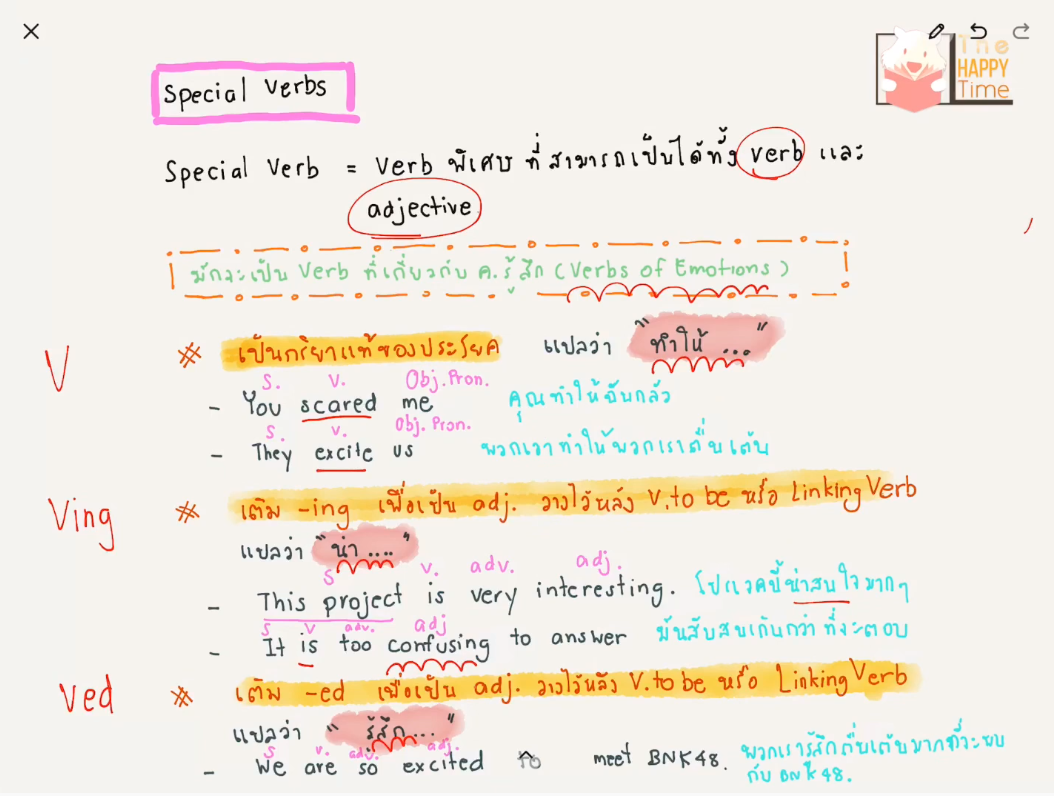 The
HAPPY
Time
Special Verbs
Special Verb = Verb พิเศษ ที่สามารถเป็นได้ทั้ง verb และ
adjective
มักจะเป็น Verb ที่เกี่ยวกับ ค.รู้สึก (Verbs of Emotions)
V * เป็นกริยาแท้ของประโยค แปลว่า "ทำให้ ..."
S. V. Obj. Pron.
- You scared me คุณทำให้ฉันกลัว
S. V. Obj. Pron.
- They excite us พวกเขาทำให้พวกเราตื่นเต้น
Ving * เติม -ing เพื่อเป็น adj. วางไว้หลัง V. to be หรือ Linking Verb
แปลว่า "น่า ...."
S V. adv. adj.
- This project is very interesting. โปรเจคนี้น่าสนใจมากๆ
S V adv. adj
- It is too confusing to answer มันสับสนเกินกว่าที่จะตอบ
Ved * เติม -ed เพื่อเป็น adj. วางไว้หลัง V. to be หรือ Linking Verb
แปลว่า "รู้สึก..."
S V. adv. adj.
- We are so excited to meet BNK48. พวกเรารู้สึกตื่นเต้นมากที่จะพบ
กับ BNK48.